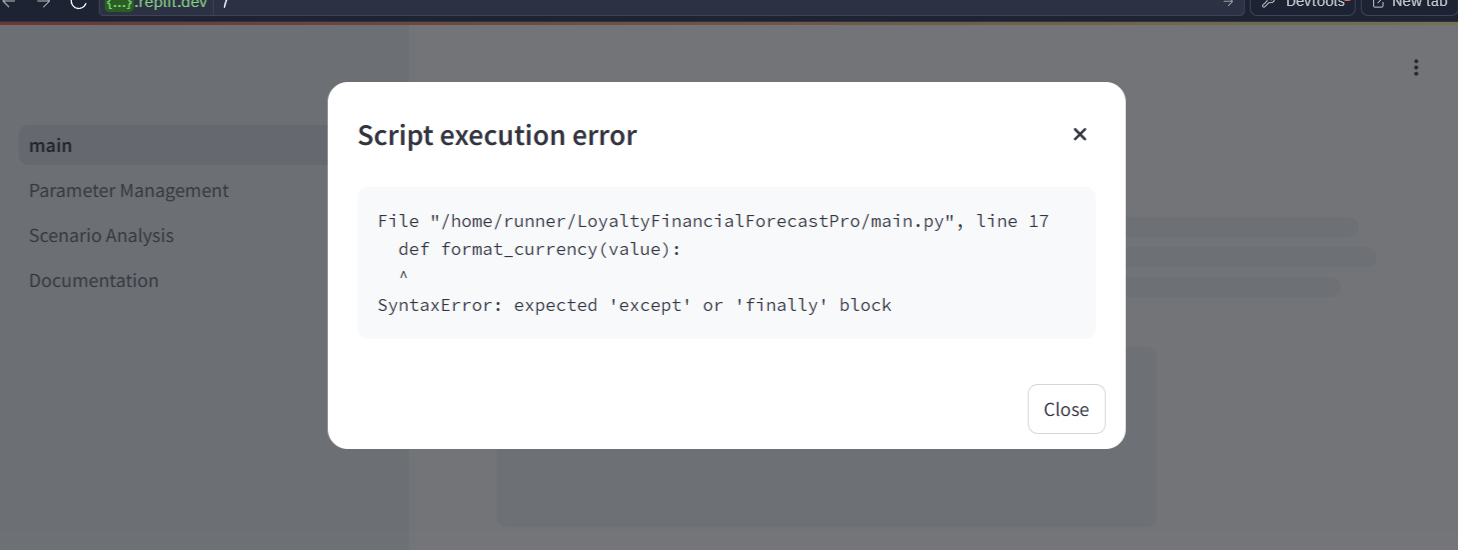 {...}.replit.dev /
Devtools
New tab
main
Parameter Management
Scenario Analysis
Documentation
Script execution error
File "/home/runner/LoyaltyFinancialForecastPro/main.py", line 17
def format_currency(value):
^
SyntaxError: expected 'except' or 'finally' block
Close